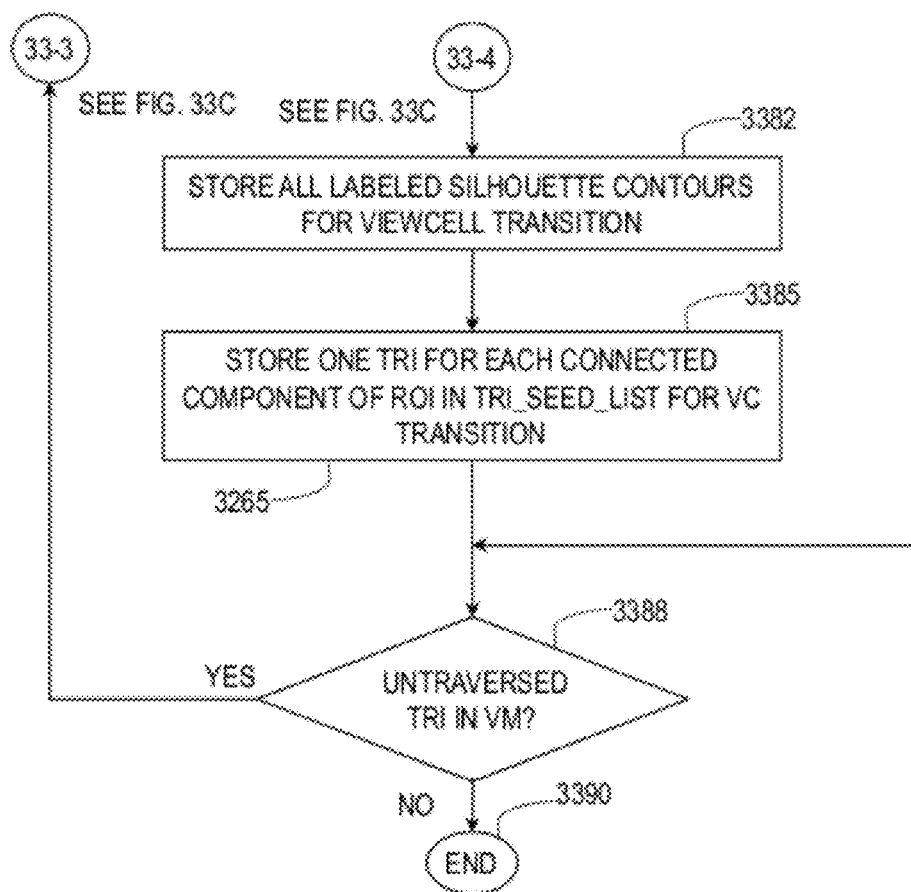 33-3
33-4
SEE FIG. 33C
SEE FIG. 33C
3382
STORE ALL LABELED SILHOUETTE CONTOURS
FOR VIEWCELL TRANSITION
3385
STORE ONE TRI FOR EACH CONNECTED
COMPONENT OF ROI IN TRI_SEED_LIST FOR VC
TRANSITION
3265
3388
YES
UNTRAVERSED
TRI IN VM?
NO
3390
END